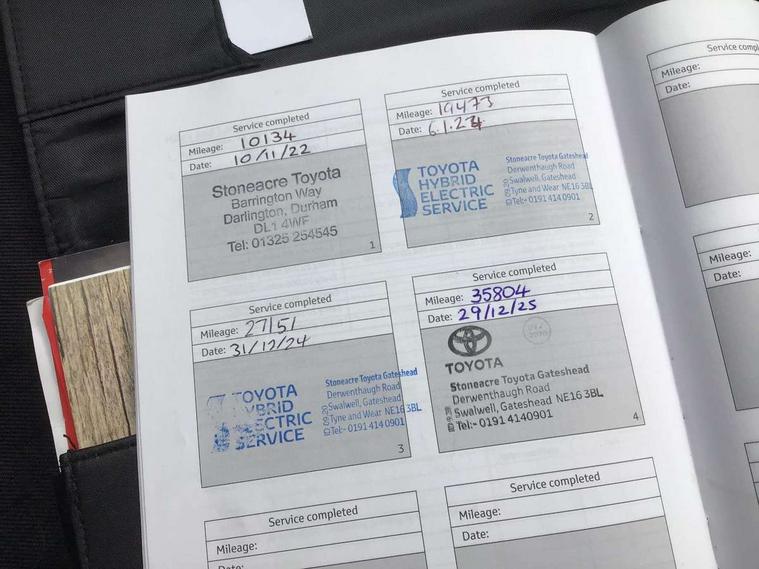 Service completed
Mileage: 10134
Date: 10/11/22
Stoneacre Toyota
Barrington Way
Darlington, Durham
DL1 4WF
Tel: 01325 254545
1
Service completed
Mileage: 19473
Date: 6.1.24
TOYOTA
HYBRID
ELECTRIC
SERVICE
Stoneacre Toyota Gateshead
Derwenthaugh Road
Swalwell, Gateshead
Tyne and Wear NE16 3BL
Tel:- 0191 414 0901
2
Service completed
Mileage: 27151
Date: 31/12/24
TOYOTA
HYBRID
ELECTRIC
SERVICE
Stoneacre Toyota Gateshead
Derwenthaugh Road
Swalwell, Gateshead
Tyne and Wear NE16 3BL
Tel:- 0191 414 0901
3
Service completed
Mileage: 35804
Date: 29/12/25
TOYOTA
Stoneacre Toyota Gateshead
Derwenthaugh Road
Swalwell, Gateshead NE16 3BL
Tel:- 0191 4140901
4
Service completed
Mileage:
Date:
Service completed
Mileage:
Date:
Service compl
Mileage:
Date:
Mileage:
Date: